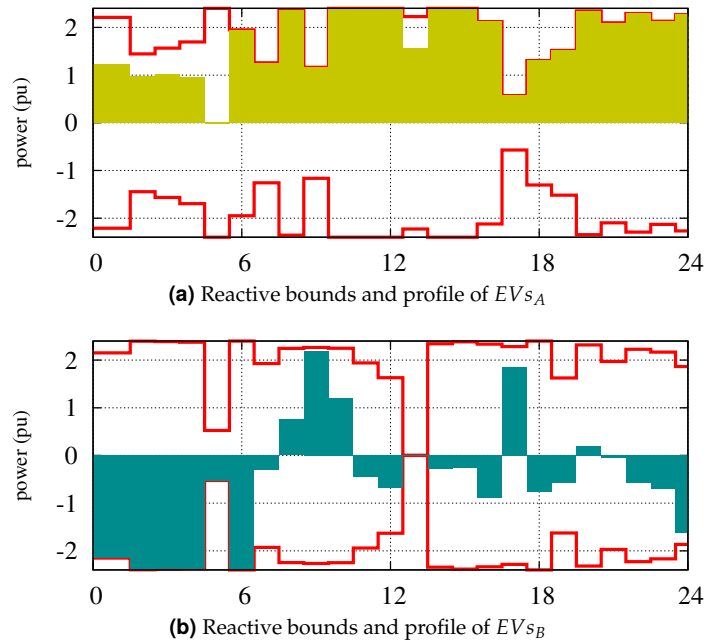 2
1
0
-1
-2
power (pu)
0 6 12 18 24
(a) Reactive bounds and profile of EVs_A
2
1
0
-1
-2
power (pu)
0 6 12 18 24
(b) Reactive bounds and profile of EVs_B